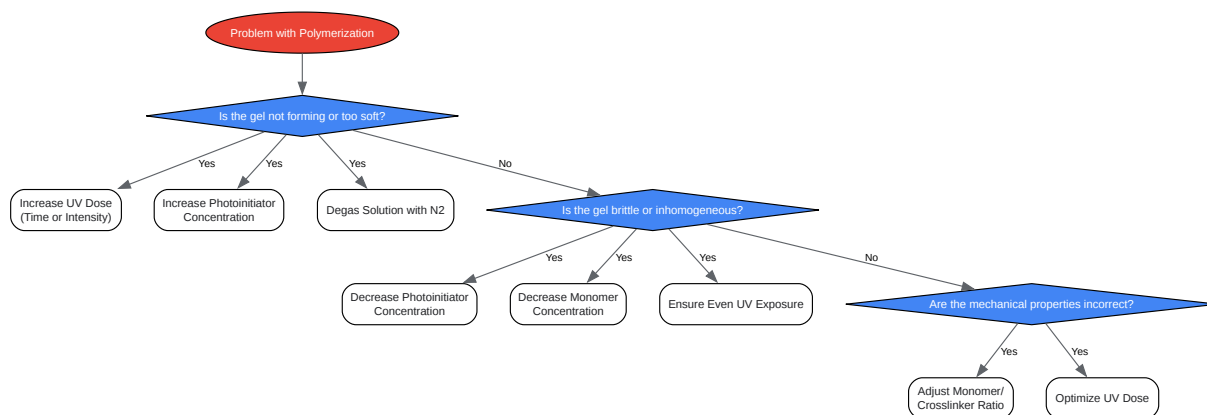 Problem with Polymerization
Is the gel not forming or too soft?
Yes
Yes
Yes
No
Increase UV Dose
(Time or Intensity)
Increase Photoinitiator
Concentration
Degas Solution with N2
Is the gel brittle or inhomogeneous?
Yes
Yes
Yes
No
Decrease Photoinitiator
Concentration
Decrease Monomer
Concentration
Ensure Even UV Exposure
Are the mechanical properties incorrect?
Yes
Yes
Adjust Monomer/
Crosslinker Ratio
Optimize UV Dose